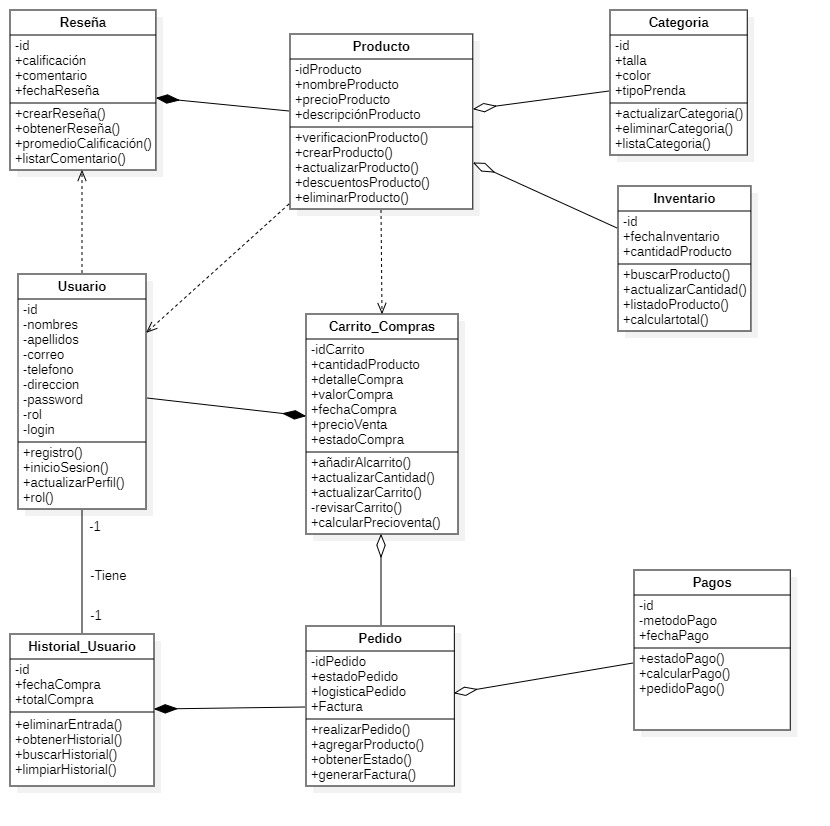 Reseña
-id
+calificación
+comentario
+fechaReseña
+crearReseña()
+obtenerReseña()
+promedioCalificación()
+listarComentario()
Producto
-idProducto
+nombreProducto
+precioProducto
+descripciónProducto
+verificacionProducto()
+crearProducto()
+actualizarProducto()
+descuentosProducto()
+eliminarProducto()
Categoria
-id
+talla
+color
+tipoPrenda
+actualizarCategoria()
+eliminarCategoria()
+listaCategoria()
Inventario
-id
+fechaInventario
+cantidadProducto
+buscarProducto()
+actualizarCantidad()
+listadoProducto()
+calculartotal()
Usuario
-id
-nombres
-apellidos
-correo
-telefono
-direccion
-password
-rol
-login
+registro()
+inicioSesion()
+actualizarPerfil()
+rol()
Carrito_Compras
-idCarrito
+cantidadProducto
+detalleCompra
+valorCompra
+fechaCompra
+precioVenta
+estadoCompra
+añadirAlcarrito()
+actualizarCantidad()
+actualizarCarrito()
-revisarCarrito()
+calcularPrecioventa()
-1
-Tiene
-1
Historial_Usuario
-id
+fechaCompra
+totalCompra
+eliminarEntrada()
+obtenerHistorial()
+buscarHistorial()
+limpiarHistorial()
Pedido
-idPedido
+estadoPedido
+logisticaPedido
+Factura
+realizarPedido()
+agregarProducto()
+obtenerEstado()
+generarFactura()
Pagos
-id
-metodoPago
+fechaPago
+estadoPago()
+calcularPago()
+pedidoPago()